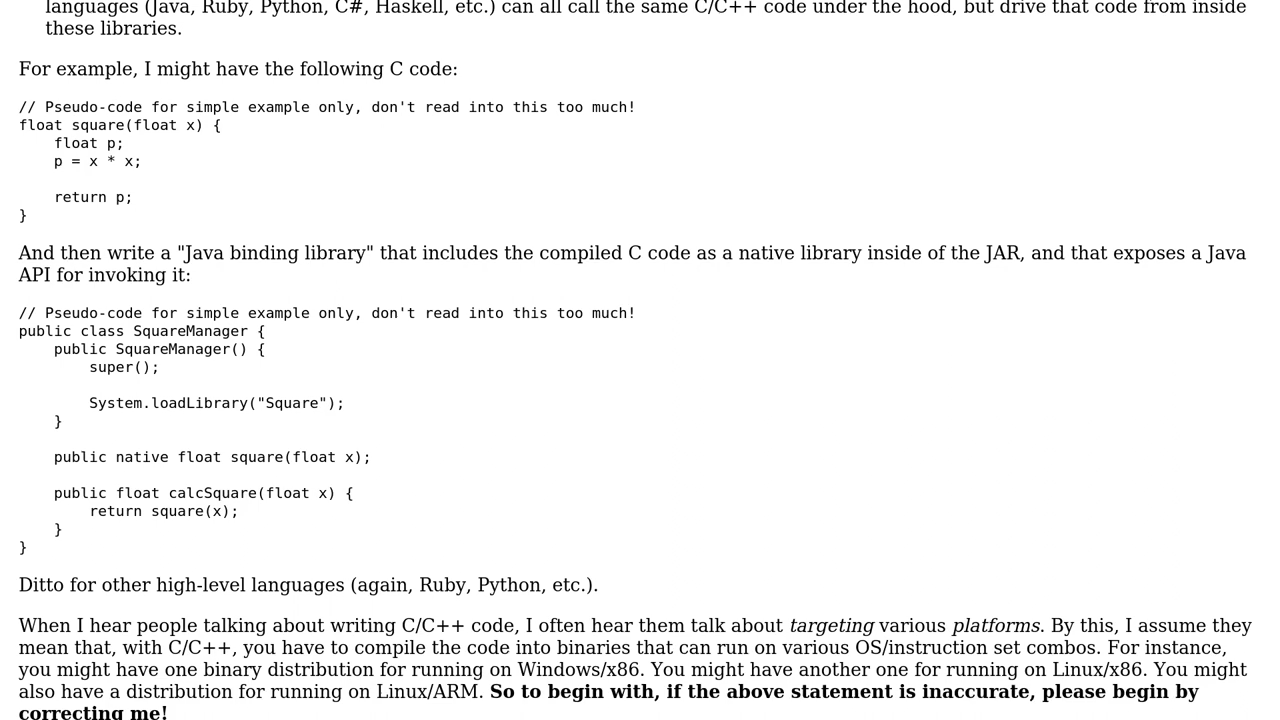 languages (Java, Ruby, Python, C#, Haskell, etc.) can all call the same C/C++ code under the hood, but drive that code from inside
these libraries.
For example, I might have the following C code:
// Pseudo-code for simple example only, don't read into this too much!
float square(float x) {
    float p;
    p = x * x;

    return p;
}
And then write a "Java binding library" that includes the compiled C code as a native library inside of the JAR, and that exposes a Java
API for invoking it:
// Pseudo-code for simple example only, don't read into this too much!
public class SquareManager {
    public SquareManager() {
        super();

        System.loadLibrary("Square");
    }

    public native float square(float x);

    public float calcSquare(float x) {
        return square(x);
    }
}
Ditto for other high-level languages (again, Ruby, Python, etc.).
When I hear people talking about writing C/C++ code, I often hear them talk about targeting various platforms. By this, I assume they
mean that, with C/C++, you have to compile the code into binaries that can run on various OS/instruction set combos. For instance,
you might have one binary distribution for running on Windows/x86. You might have another one for running on Linux/x86. You might
also have a distribution for running on Linux/ARM. So to begin with, if the above statement is inaccurate, please begin by
correcting me!